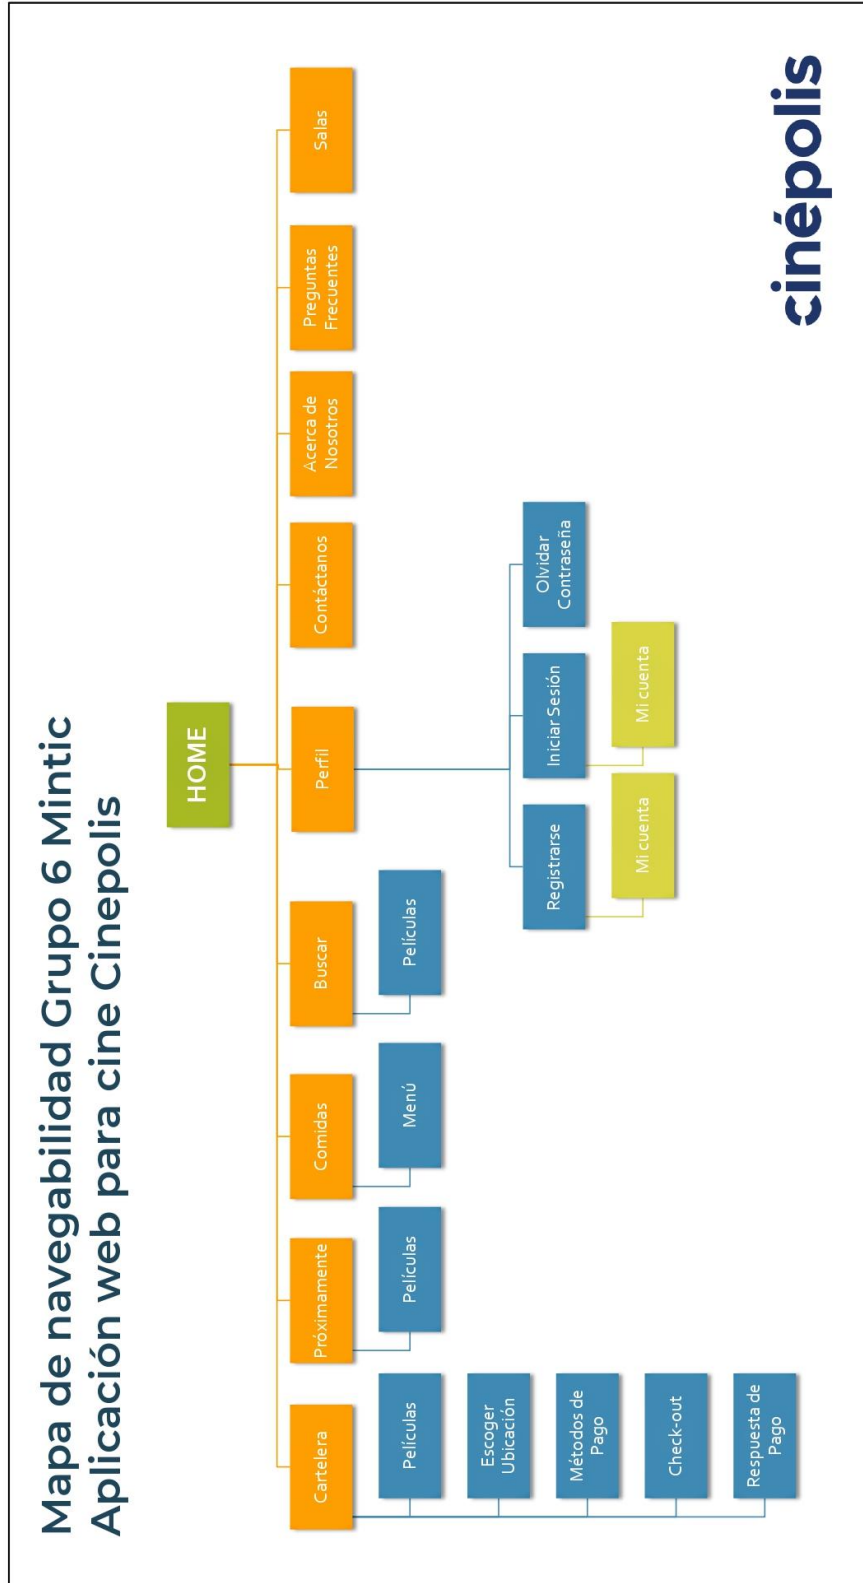 Mapa de navegabilidad Grupo 6 Mintic
Aplicación web para cine Cinepolis
HOME
Cartelera
Próximamente
Comidas
Buscar
Perfil
Contáctanos
Acerca de
Nosotros
Preguntas
Frecuentes
Salas
Películas
Escoger
Ubicación
Métodos de
Pago
Check-out
Respuesta de
Pago
Películas
Menú
Películas
Registrarse
Mi cuenta
Iniciar Sesión
Mi cuenta
Olvidar
Contraseña
cinépolis